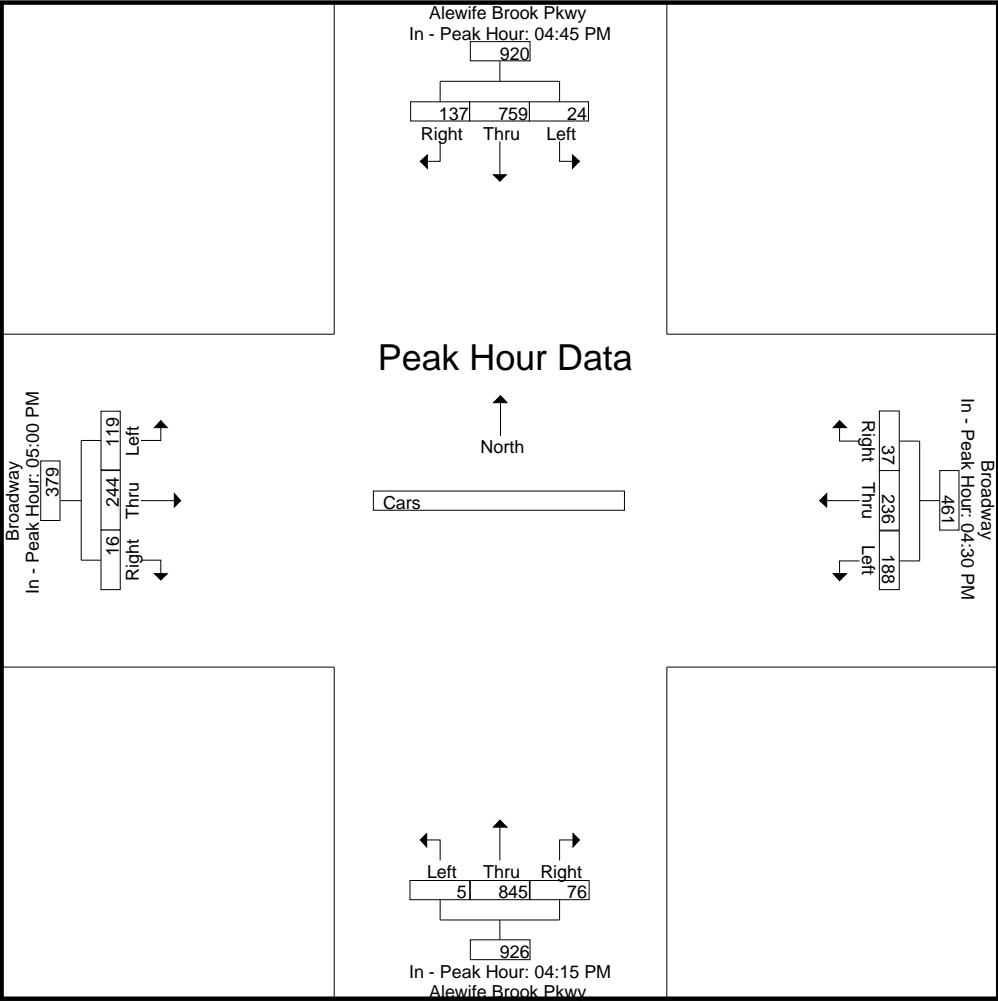 Alewife Brook Pkwy
In - Peak Hour: 04:45 PM
920
137 759 24
Right Thru Left
Peak Hour Data
North
Cars
Broadway
In - Peak Hour: 05:00 PM
379
119 244 16
Left Thru Right
Broadway
In - Peak Hour: 04:30 PM
461
37 236 188
Right Thru Left
Left Thru Right
5 845 76
926
In - Peak Hour: 04:15 PM
Alewife Brook Pkwy